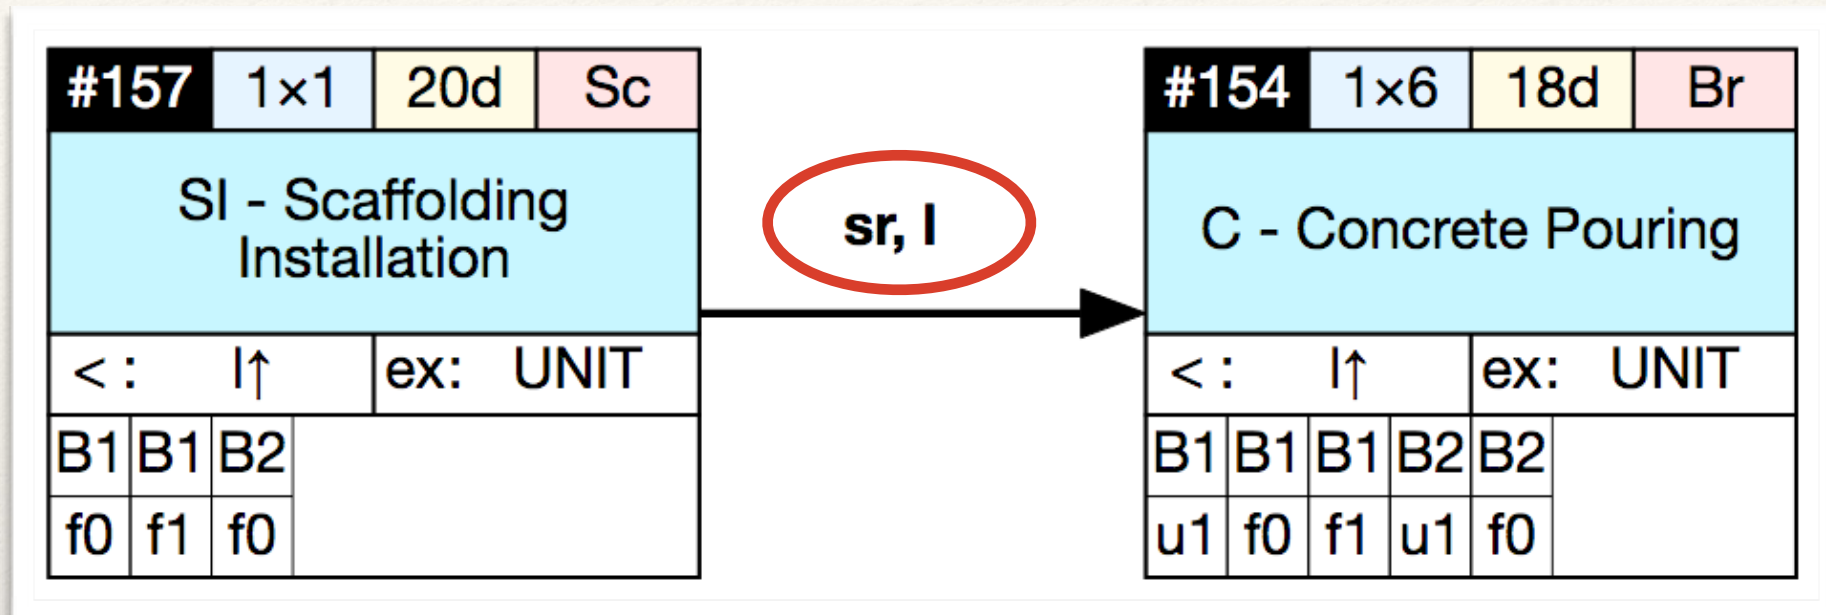 #157 1×1 20d Sc
SI - Scaffolding
Installation
< : l↑ ex: UNIT
B1 B1 B2
f0 f1 f0
sr, l
#154 1×6 18d Br
C - Concrete Pouring
< : l↑ ex: UNIT
B1 B1 B1 B2 B2
u1 f0 f1 u1 f0